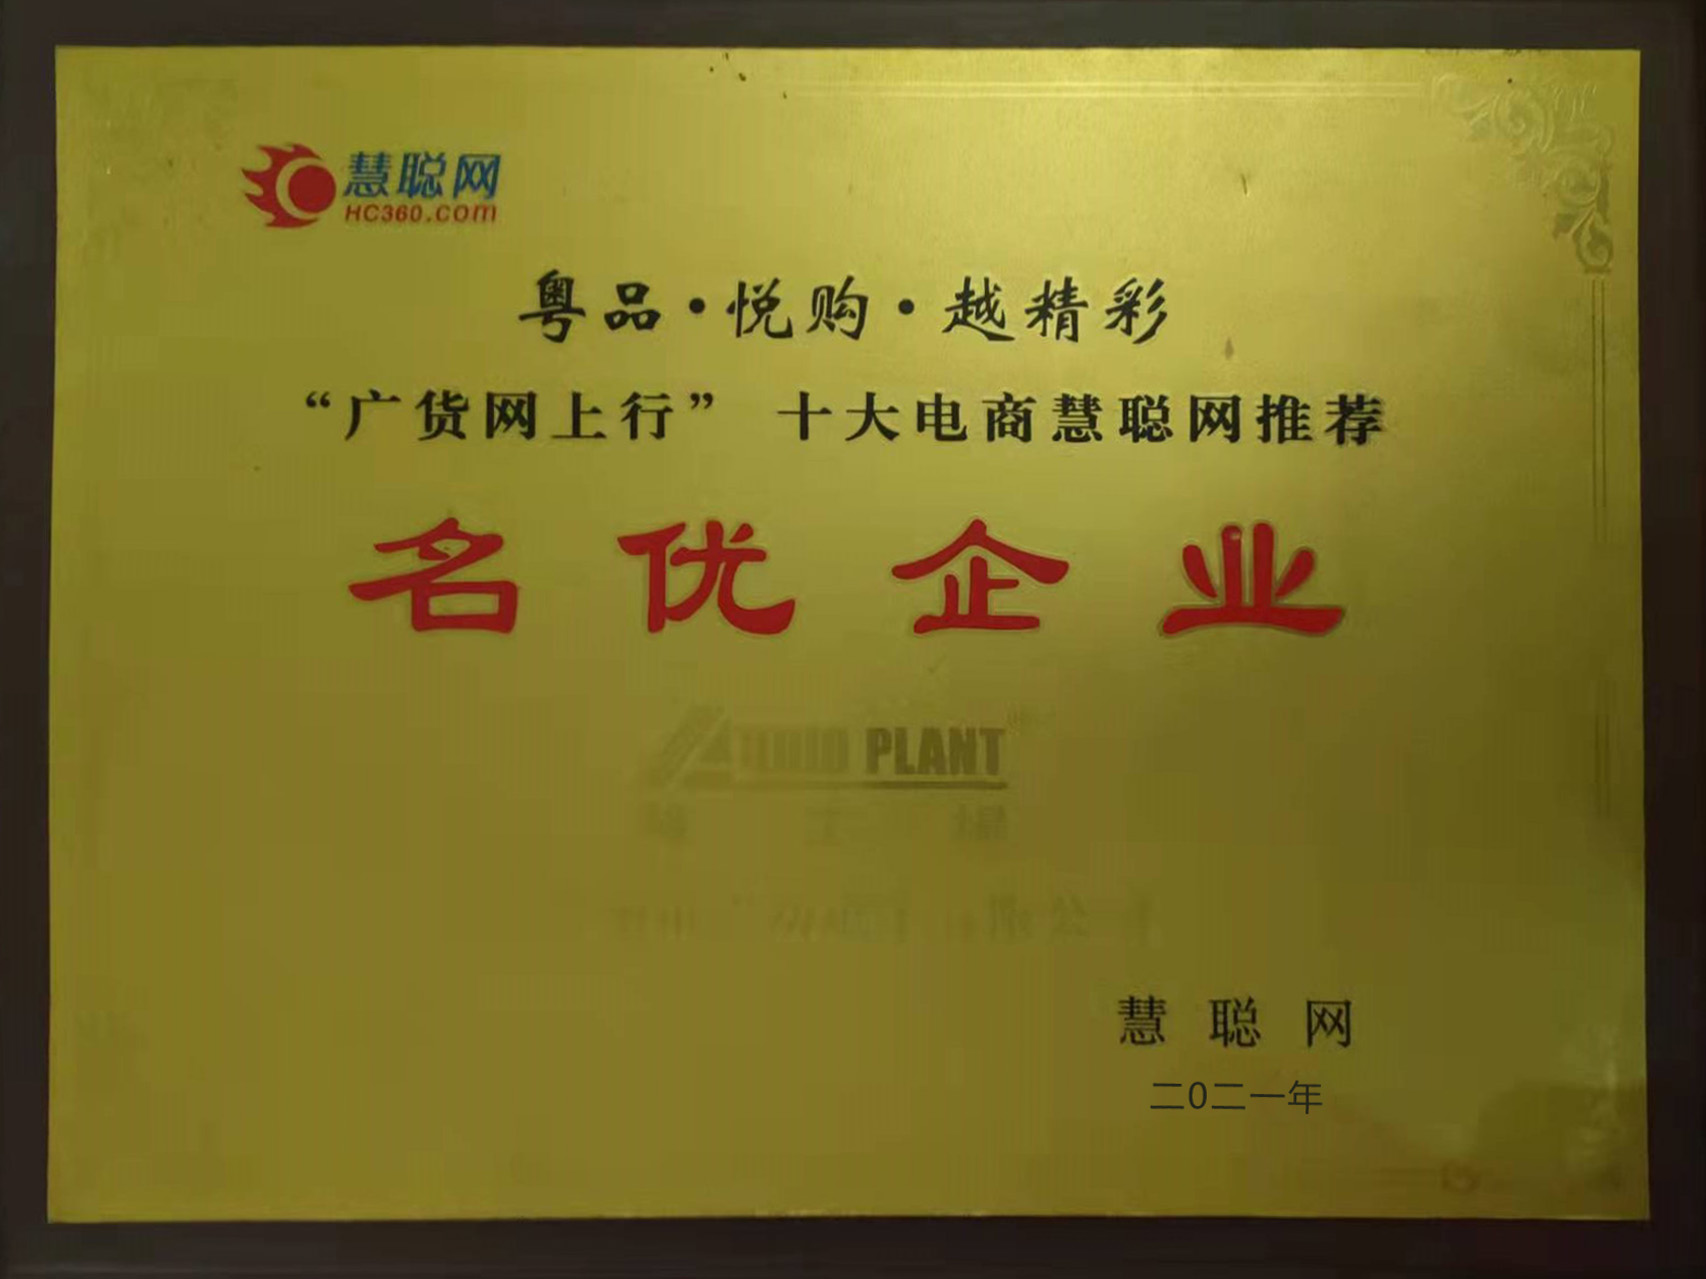 慧聪网
HC360.com
粤品·悦购·越精彩
“广货网上行” 十大电商慧聪网推荐
名优企业
PLANT
慧聪网
二0二一年